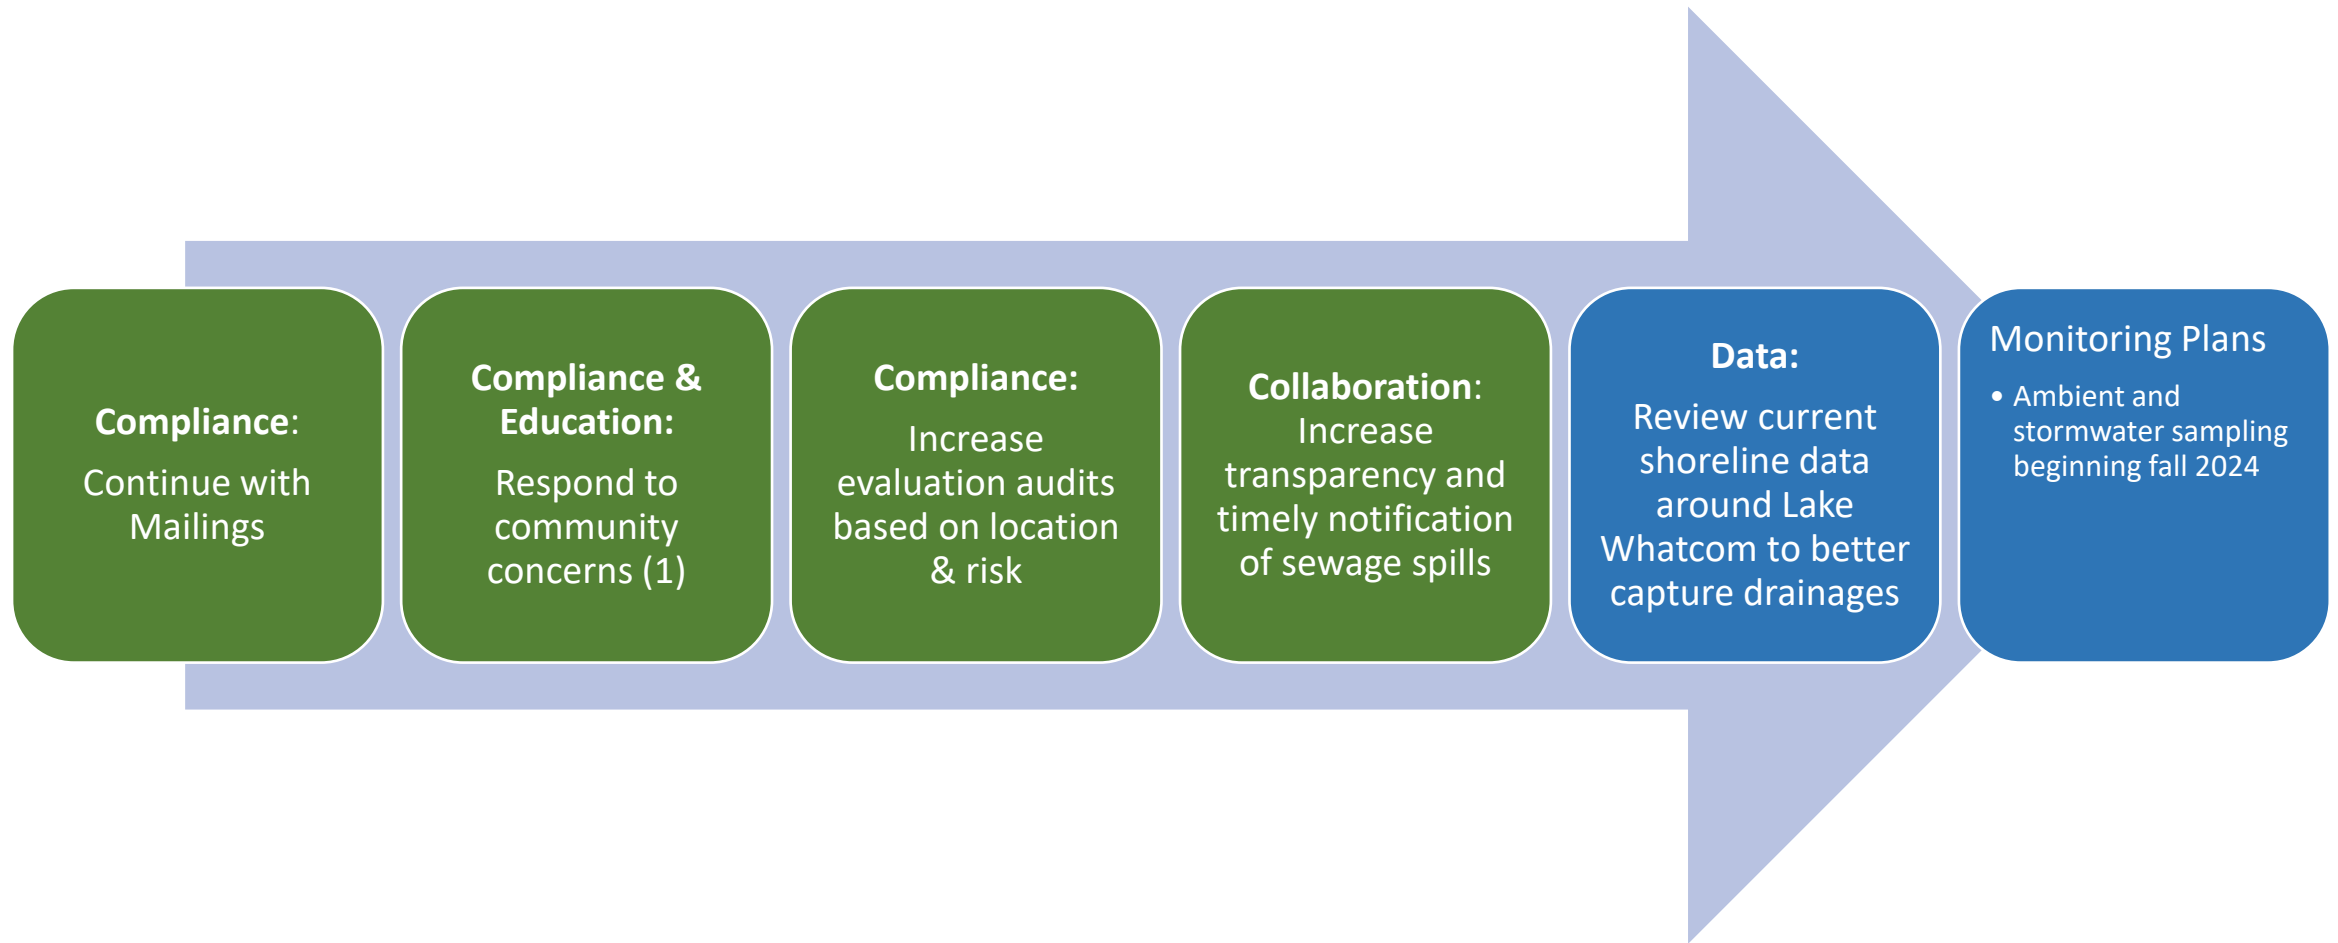 Compliance:
Continue with
Mailings
Compliance &
Education:
Respond to
community
concerns (1)
Compliance:
Increase
evaluation audits
based on location
& risk
Collaboration:
Increase
transparency and
timely notification
of sewage spills
Data:
Review current
shoreline data
around Lake
Whatcom to better
capture drainages
Monitoring Plans
• Ambient and
stormwater sampling
beginning fall 2024